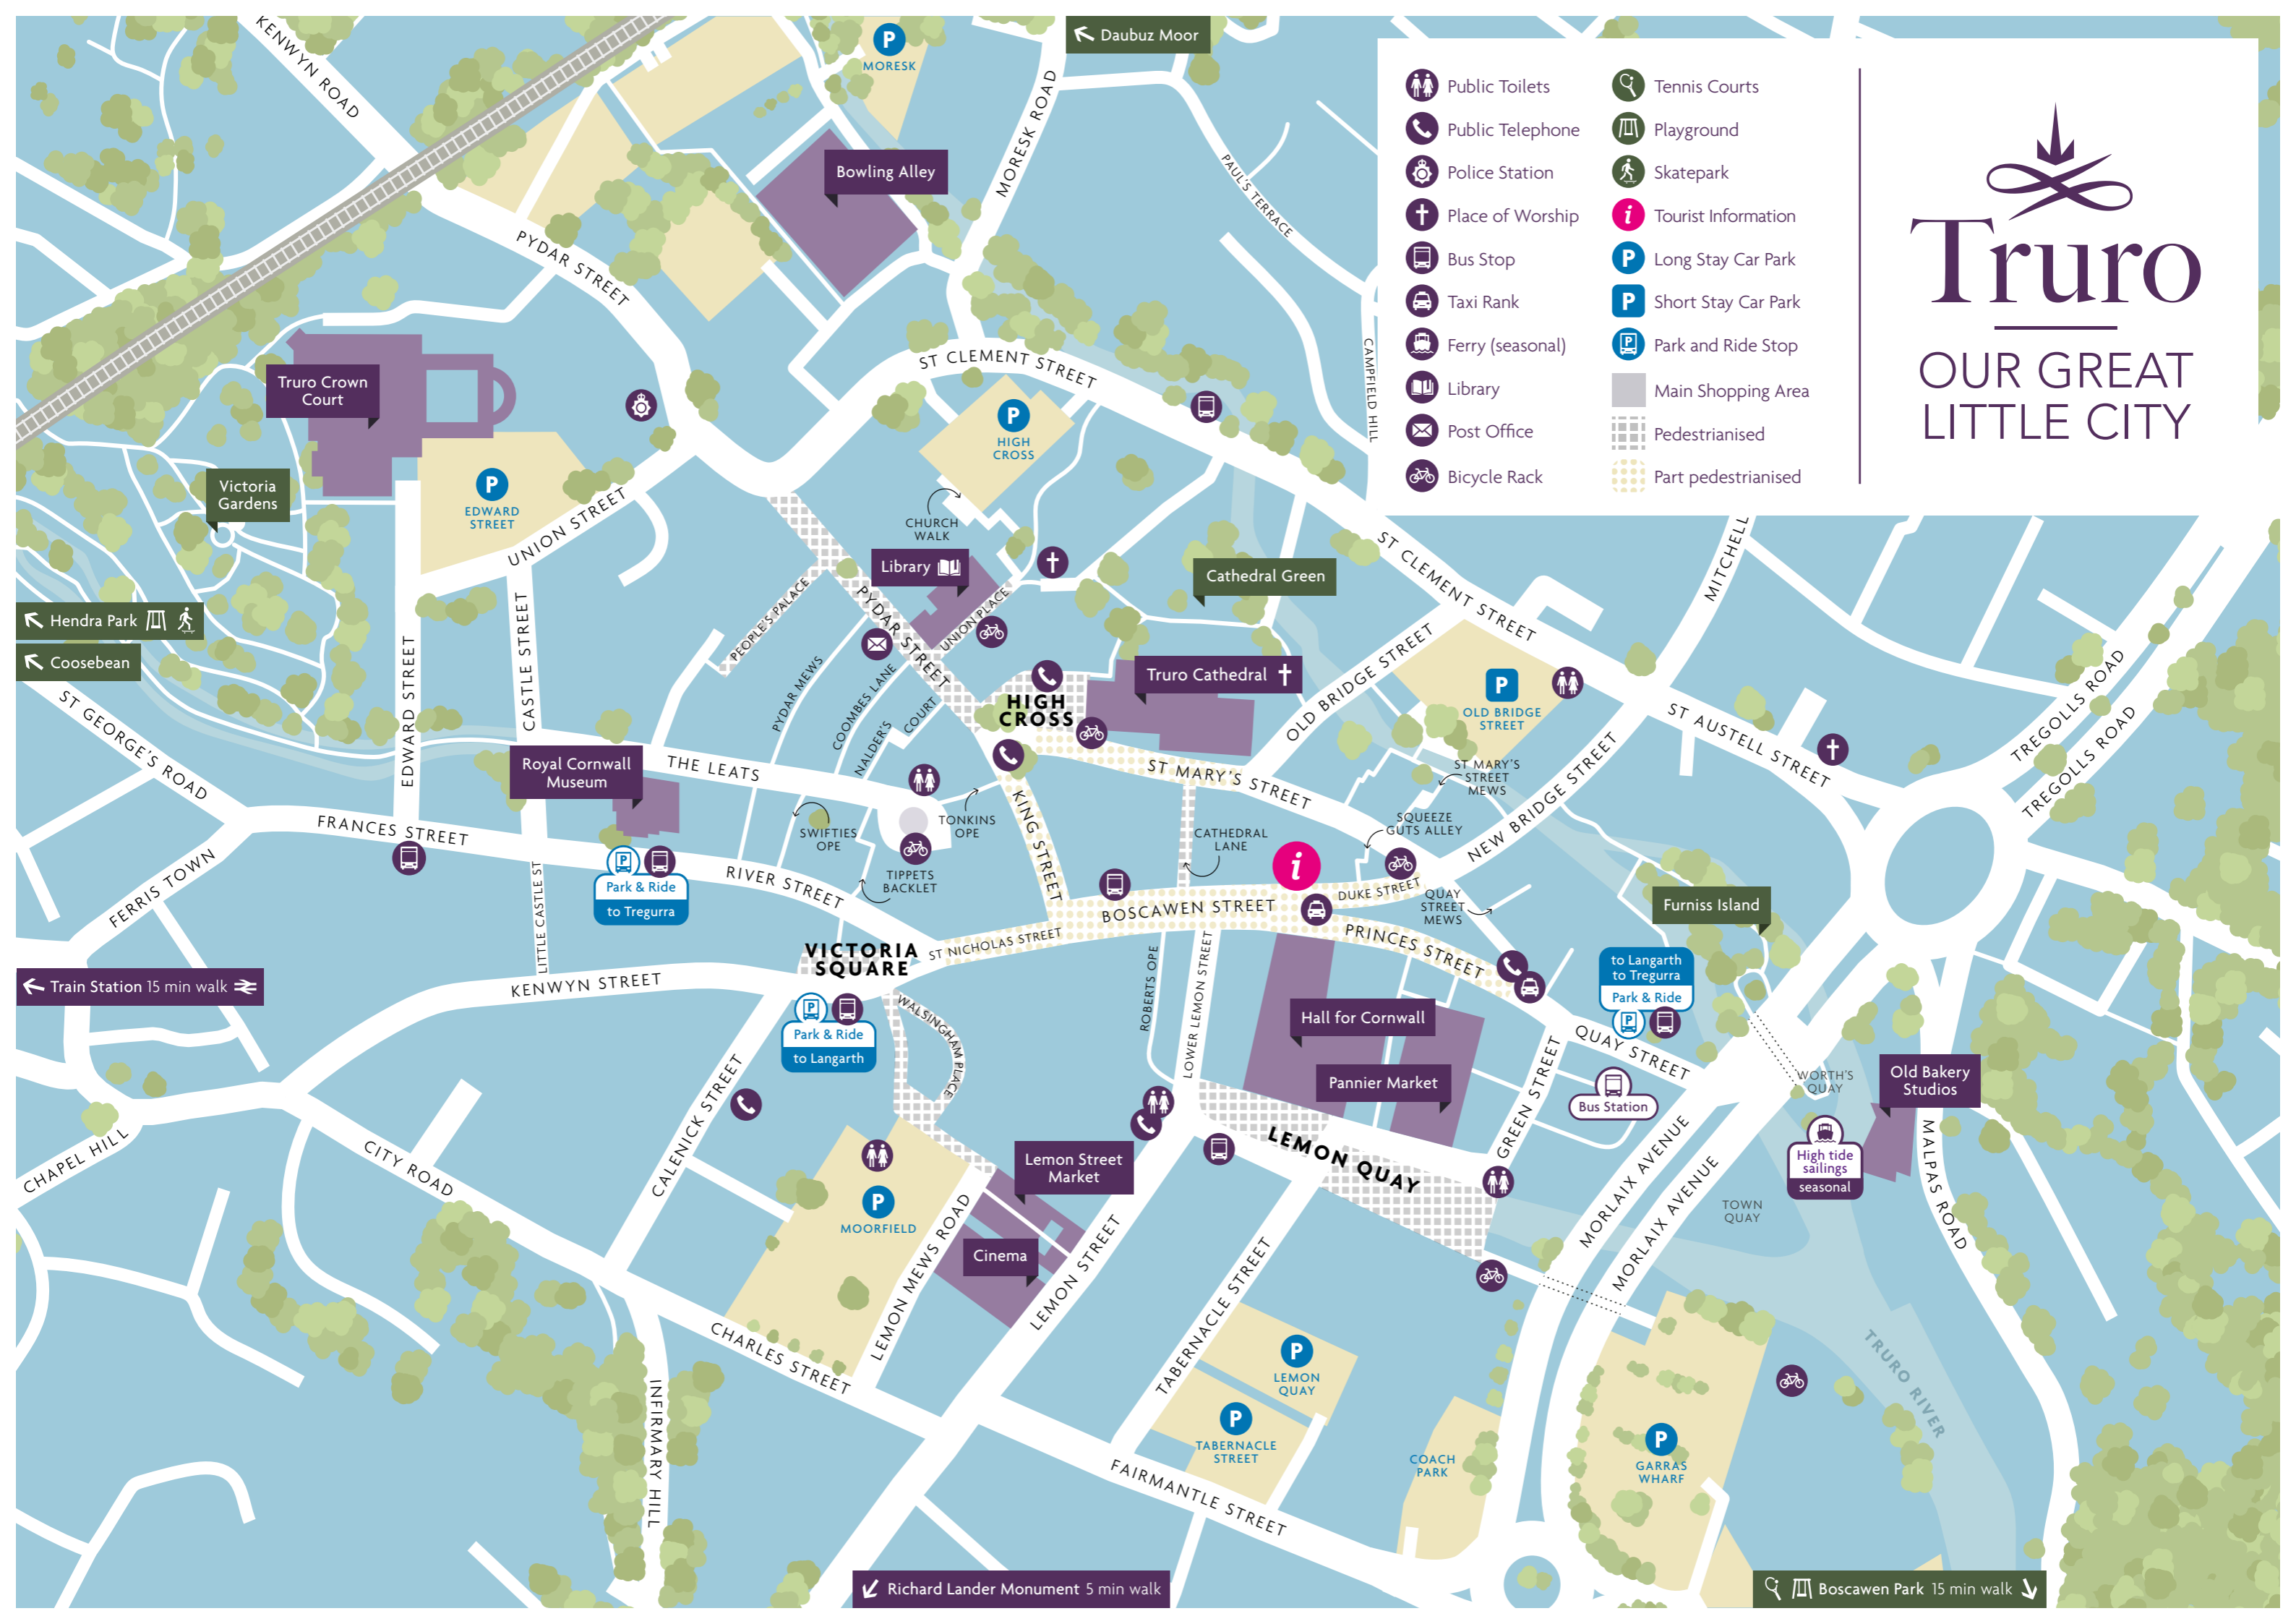 KENWYN ROAD
P
MORESK
Daubuz Moor
MORESK ROAD
PAUL'S TERRACE
Bowling Alley
PYDAR STREET
Public Toilets
Public Telephone
Police Station
Place of Worship
Bus Stop
Taxi Rank
Ferry (seasonal)
Library
Post Office
Bicycle Rack
Tennis Courts
Playground
Skatepark
i Tourist Information
P Long Stay Car Park
P Short Stay Car Park
P Park and Ride Stop
Main Shopping Area
Pedestrianised
Part pedestrianised
Truro
OUR GREAT
LITTLE CITY
Truro Crown
Court
ST CLEMENT STREET
CAMPFIELD HILL
P
HIGH
CROSS
Victoria
Gardens
P
EDWARD
STREET
UNION STREET
CHURCH
WALK
Library
ST CLEMENT STREET
MITCHELL
Cathedral Green
Hendra Park
Coosebean
PEOPLE'S PALACE
PYDAR STREET
UNION PLACE
CASTLE STREET
EDWARD STREET
PYDAR MEWS
COOMBES LANE
NALDER'S
COURT
HIGH
CROSS
Truro Cathedral
OLD BRIDGE STREET
P
OLD BRIDGE
STREET
ST AUSTELL STREET
TREGOLLS ROAD
TREGOLLS ROAD
ST GEORGE'S ROAD
Royal Cornwall
Museum
THE LEATS
ST MARY'S STREET
ST MARY'S
STREET
MEWS
NEW BRIDGE STREET
FRANCES STREET
SWIFTIES
OPE
TONKINS
OPE
KING STREET
CATHEDRAL
LANE
SQUEEZE
GUTS ALLEY
i
FERRIS TOWN
P
Park & Ride
to Tregurra
RIVER STREET
TIPPETS
BACKLET
BOSCAWEN STREET
DUKE STREET
QUAY
STREET
MEWS
Furniss Island
LITTLE CASTLE ST
VICTORIA
SQUARE
ST NICHOLAS STREET
PRINCES STREET
Train Station 15 min walk
KENWYN STREET
P
Park & Ride
to Langarth
WALSINGHAM PLACE
ROBERTS OPE
LOWER LEMON STREET
Hall for Cornwall
Pannier Market
to Langarth
to Tregurra
Park & Ride
P
QUAY STREET
GREEN STREET
Bus Station
WORTH'S
QUAY
Old Bakery
Studios
High tide
sailings
seasonal
TOWN
QUAY
MALPAS ROAD
CHAPEL HILL
CITY ROAD
CALENICK STREET
P
MOORFIELD
Lemon Street
Market
Cinema
LEMON QUAY
LEMON MEWS ROAD
LEMON STREET
TABERNACLE STREET
MORLAIX AVENUE
MORLAIX AVENUE
CHARLES STREET
INFIRMARY HILL
P
LEMON
QUAY
P
TABERNACLE
STREET
COACH
PARK
P
GARRAS
WHARF
TRURO RIVER
FAIRMANTLE STREET
Richard Lander Monument 5 min walk
Boscawen Park 15 min walk